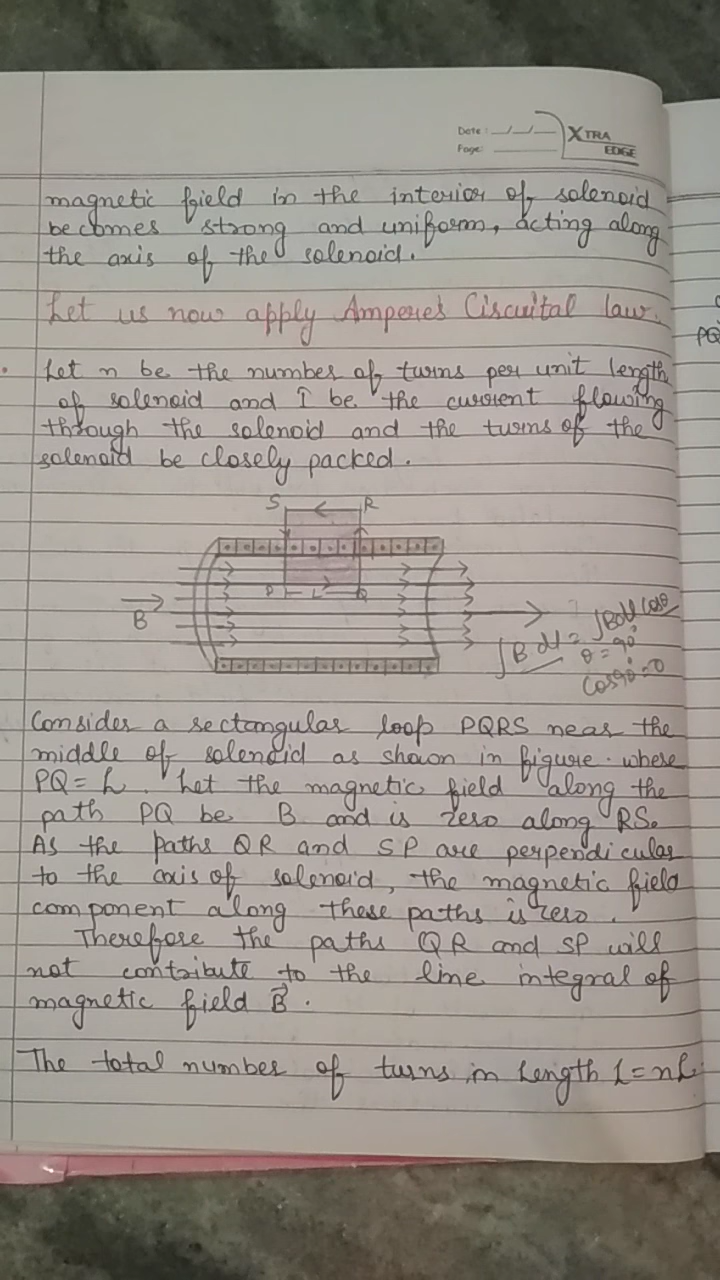 Date : __/__/__
Page:
XTRA
EDGE
magnetic field in the interior of solenoid
becomes strong and uniform, acting along
the axis of the solenoid.
Let us now apply Ampere's Circuital law.
PQ
Let n be the number of turns per unit length
of solenoid and I be the current flowing
through the solenoid and the turns of the
solenoid be closely packed.
S R
P L Q
B
∫B dl = ∫Bdl cosθ
θ = 90°
Cos90°=0
Consider a rectangular loop PQRS near the
middle of solenoid as shown in figure. where
PQ = L. Let the magnetic field along the
path PQ be B and is zero along RS.
As the paths QR and SP are perpendicular
to the axis of solenoid, the magnetic field
component along these paths is zero.
Therefore the paths QR and SP will
not contribute to the line integral of
magnetic field B⃗.
The total number of turns in length L = nL